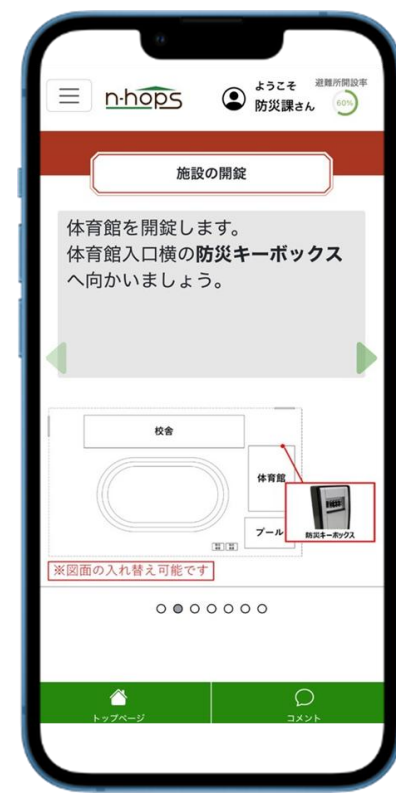 n-hops
ようこそ
防災課さん
避難所開設率
60%
施設の開錠
体育館を開錠します。
体育館入口横の防災キーボックス
へ向かいましょう。
校舎
体育館
プール
防災キーボックス
※図面の入れ替え可能です
トップページ
コメント